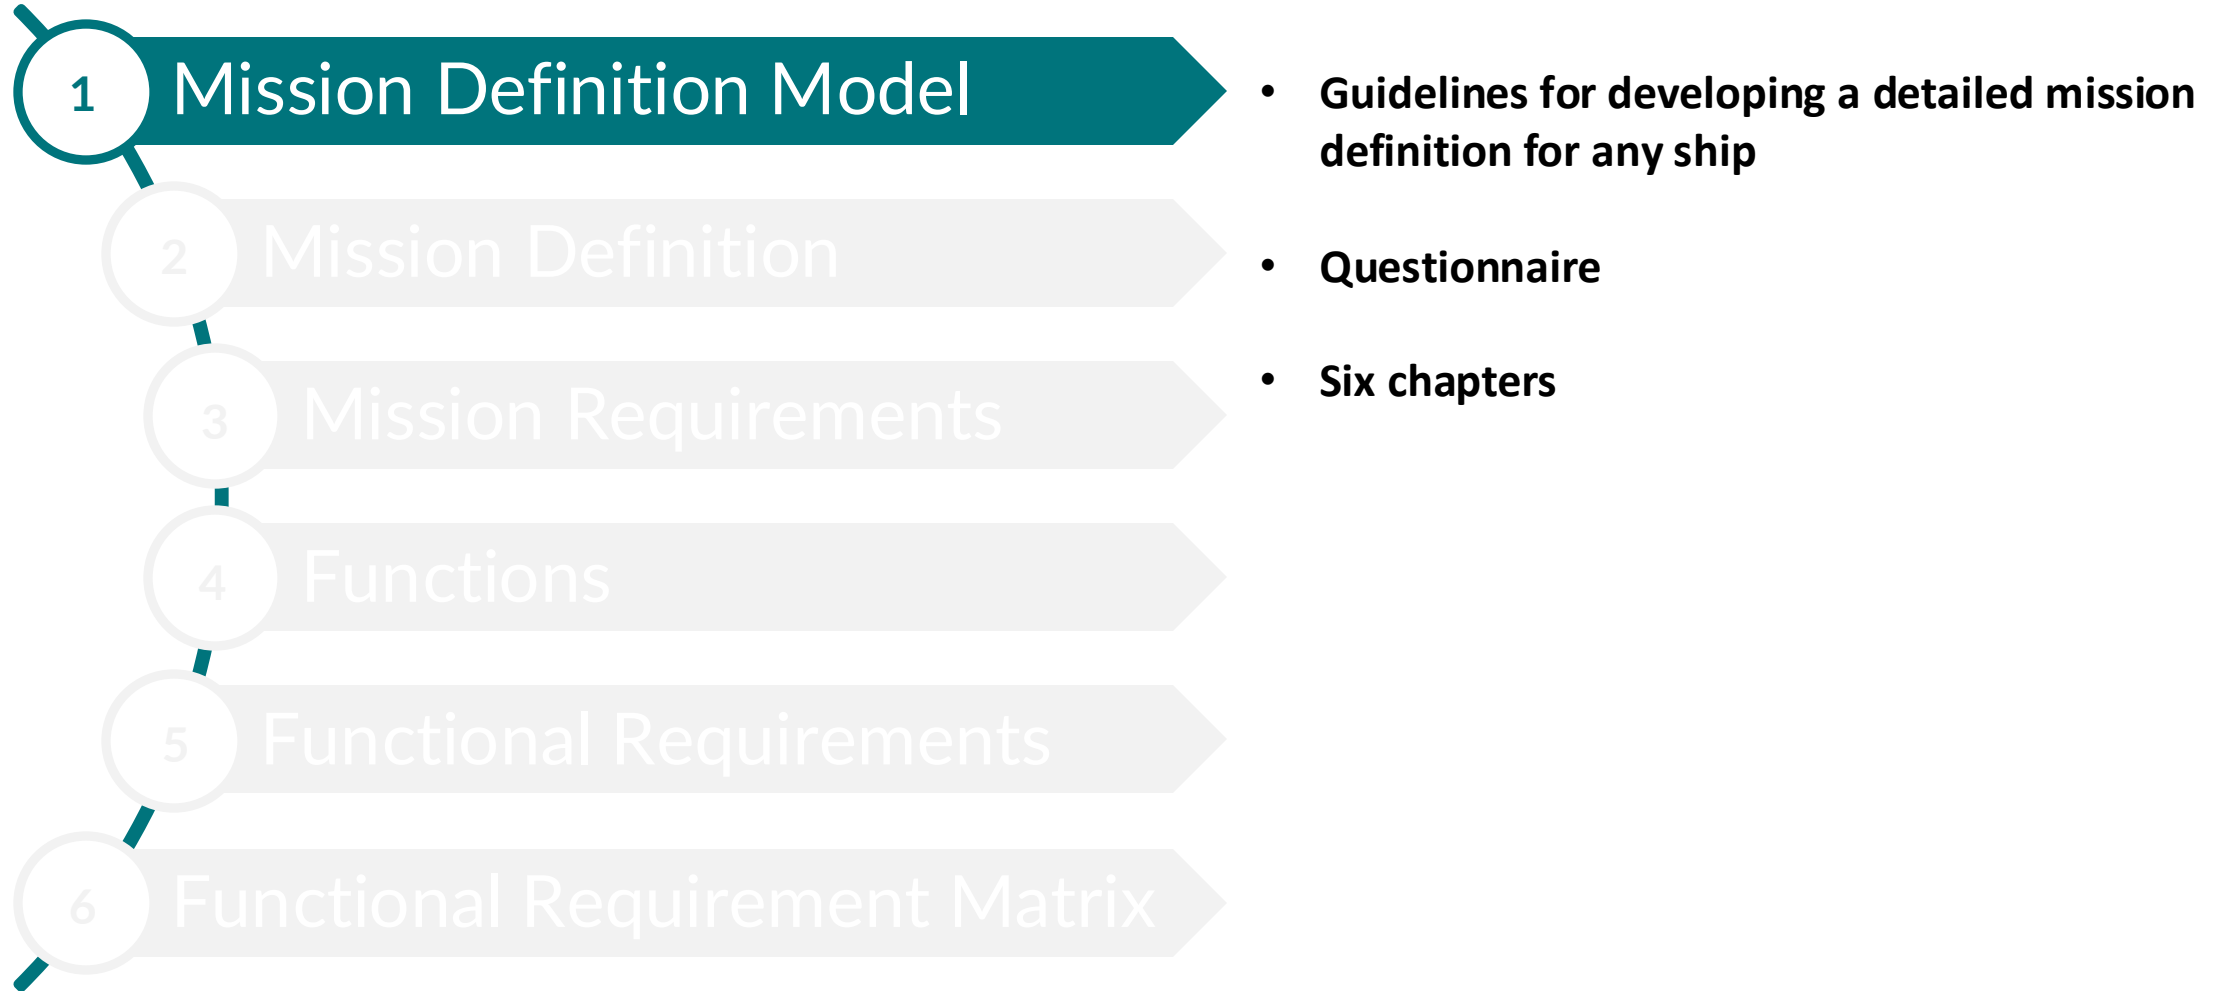 1 Mission Definition Model
• Guidelines for developing a detailed mission
definition for any ship
2 Mission Definition
• Questionnaire
3 Mission Requirements
• Six chapters
4 Functions
5 Functional Requirements
6 Functional Requirement Matrix